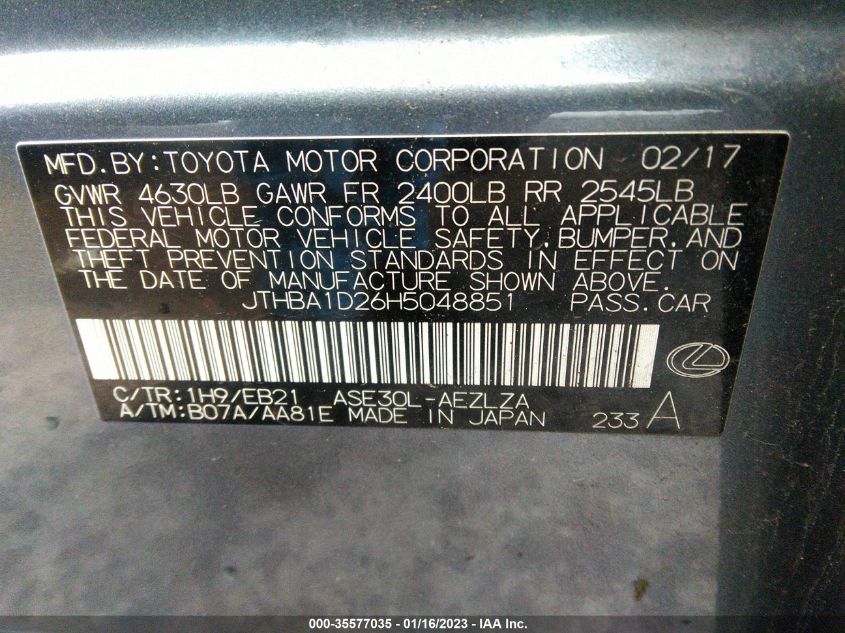 MFD.BY:TOYOTA MOTOR CORPORATION 02/17
GVWR 4630LB GAWR FR 2400LB RR 2545LB
THIS VEHICLE CONFORMS TO ALL APPLICABLE
FEDERAL MOTOR VEHICLE SAFETY,BUMPER,AND
THEFT PREVENTION STANDARDS IN EFFECT ON
THE DATE OF MANUFACTURE SHOWN ABOVE.
JTHBA1D26H5048851 PASS.CAR
C/TR:1H9/EB21 ASE30L-AEZLZA
A/TM:B07A/AA81E MADE IN JAPAN 233 A
000-35577035 - 01/16/2023 - IAA Inc.